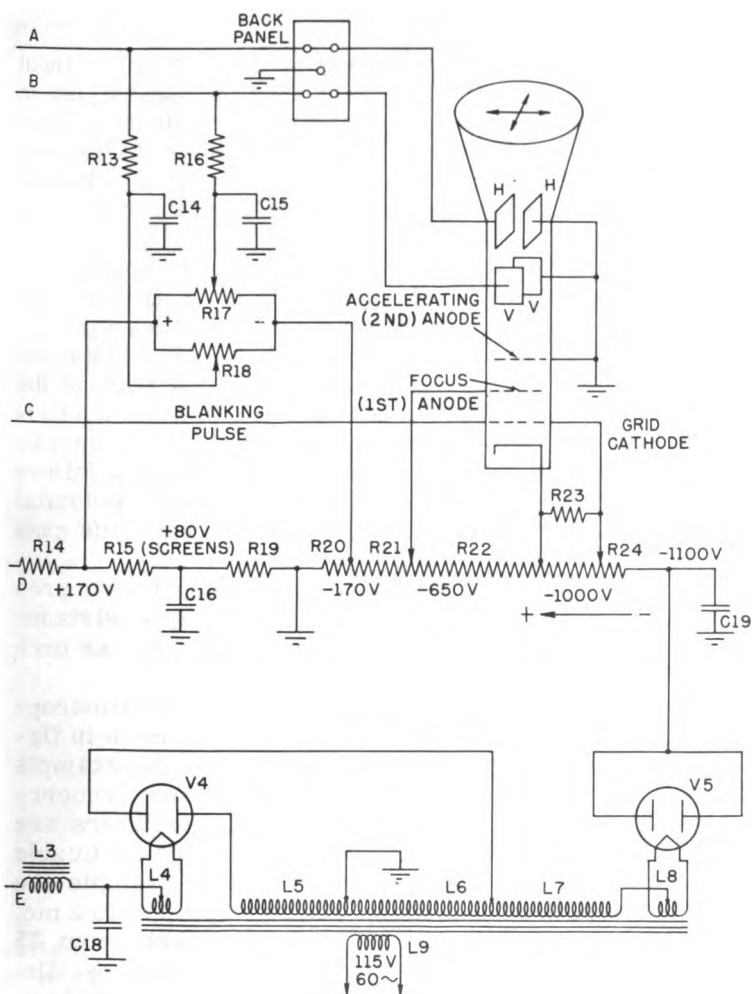 BACK
PANEL
A
B
R13
R16
C14
C15
H H
R17
+ −
R18
V V
ACCELERATING
(2ND) ANODE
FOCUS
(1ST) ANODE
C
BLANKING
PULSE
GRID
CATHODE
R23
+80V
R14 R15 (SCREENS) R19 R20 R21 R22 R24 −1100V
D +170V −170V −650V −1000V
C16
+ −
C19
V4
V5
L3
L4 L5 L6 L7 L8
E
C18
L9
115V
60~